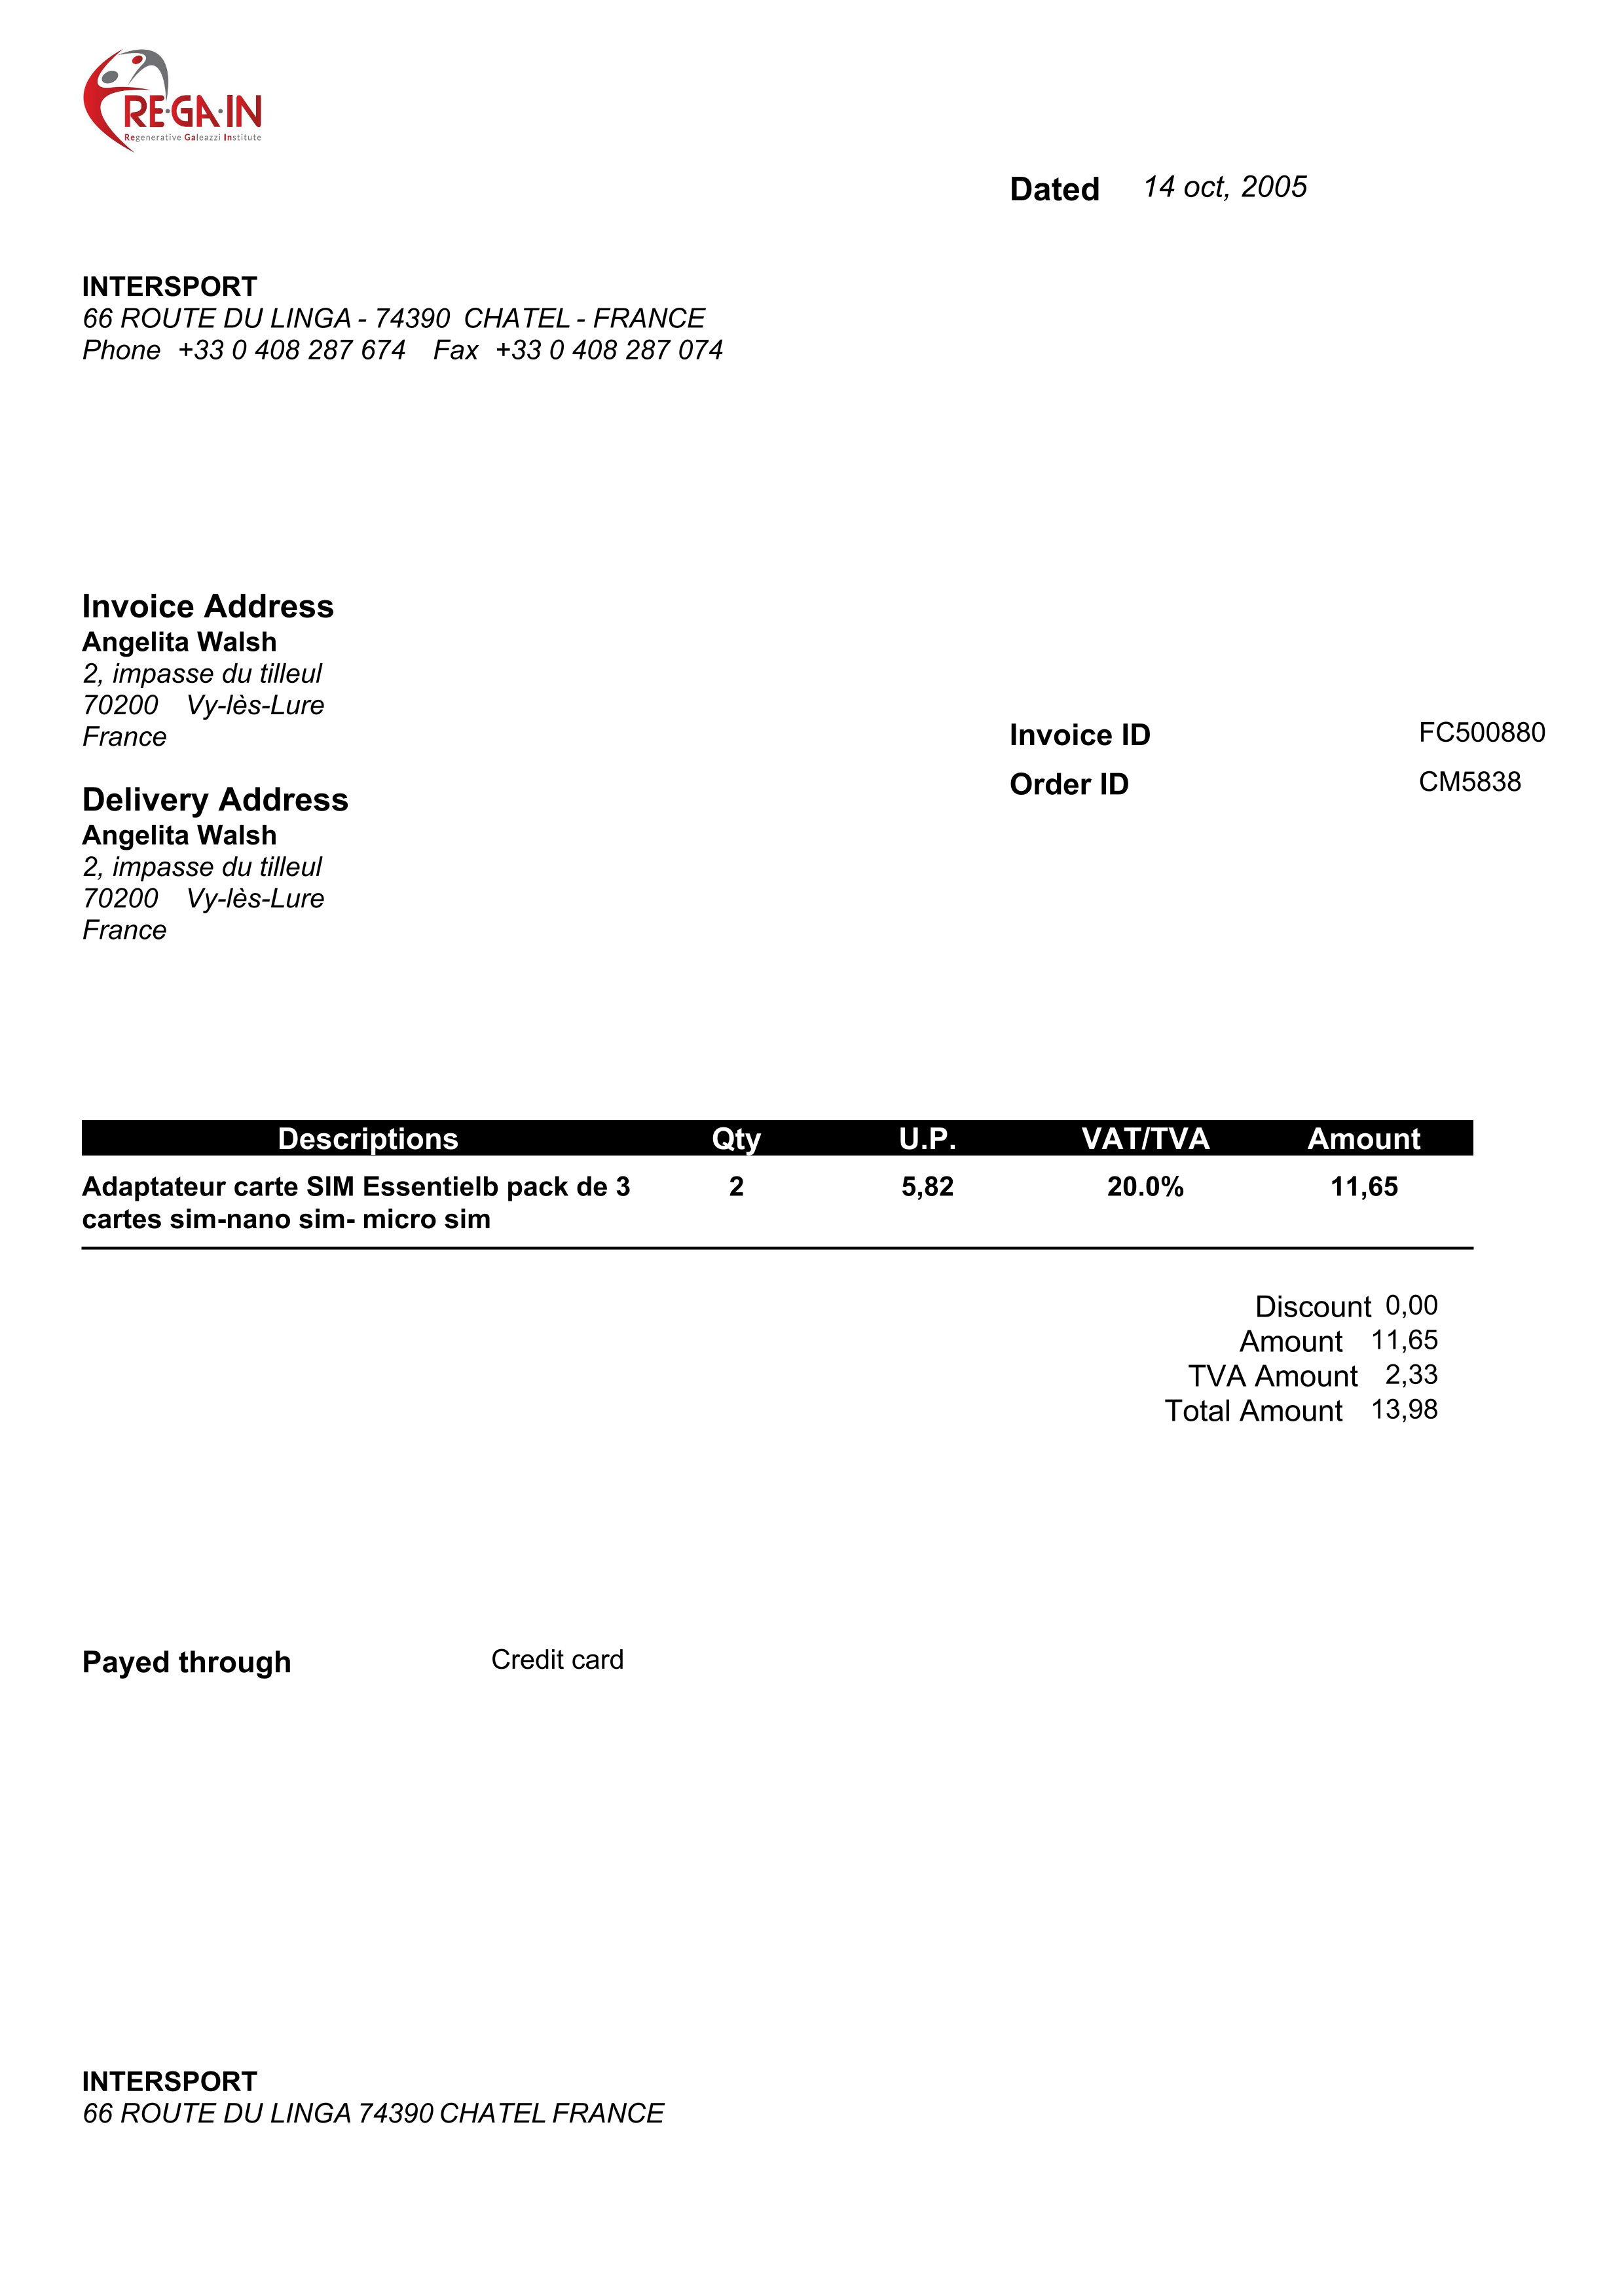 RE·GA·IN
Regenerative Galeazzi Institute
Dated 14 oct, 2005
INTERSPORT
66 ROUTE DU LINGA - 74390 CHATEL - FRANCE
Phone +33 0 408 287 674 Fax +33 0 408 287 074
Invoice Address
Angelita Walsh
2, impasse du tilleul
70200 Vy-lès-Lure
France
Invoice ID FC500880
Order ID CM5838
Delivery Address
Angelita Walsh
2, impasse du tilleul
70200 Vy-lès-Lure
France
Descriptions Qty U.P. VAT/TVA Amount
Adaptateur carte SIM Essentielb pack de 3 2 5,82 20.0% 11,65
cartes sim-nano sim- micro sim
Discount 0,00
Amount 11,65
TVA Amount 2,33
Total Amount 13,98
Payed through Credit card
INTERSPORT
66 ROUTE DU LINGA 74390 CHATEL FRANCE